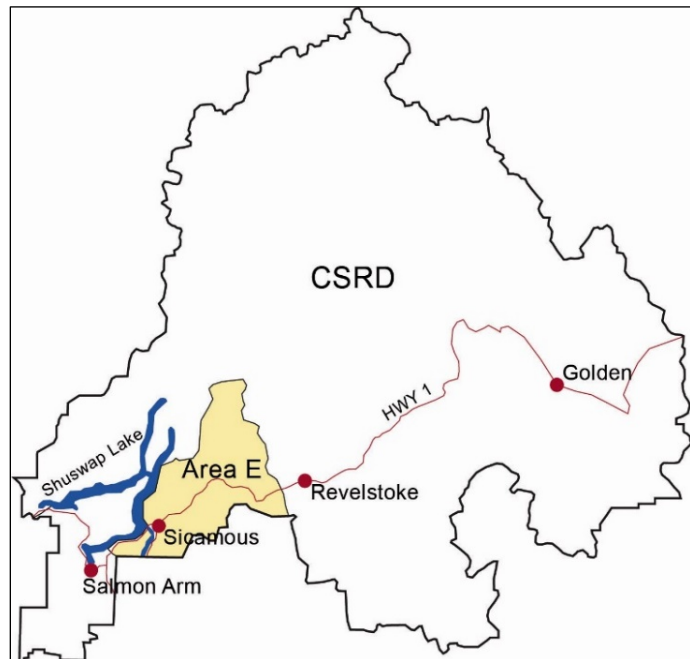 CSRD
Golden
HWY 1
Shuswap Lake
Area E
Revelstoke
Sicamous
Salmon Arm